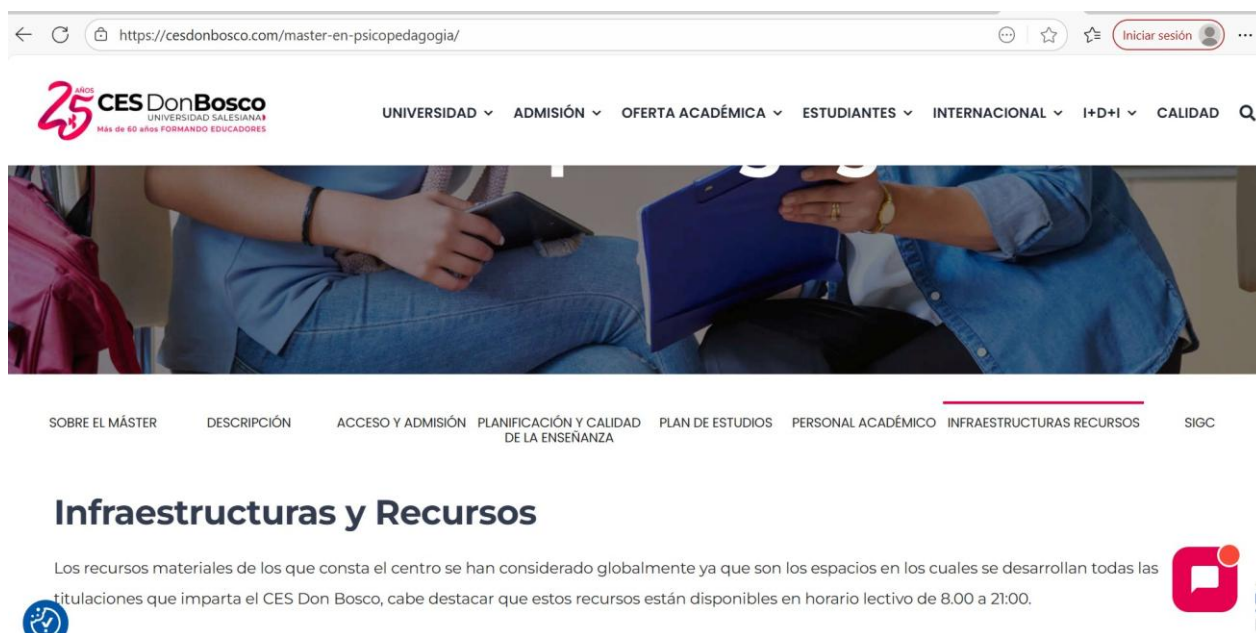 https://cesdonbosco.com/master-en-psicopedagogia/
Iniciar sesión
25 AÑOS
CES DonBosco
UNIVERSIDAD SALESIANA
Más de 60 años FORMANDO EDUCADORES
UNIVERSIDAD
ADMISIÓN
OFERTA ACADÉMICA
ESTUDIANTES
INTERNACIONAL
I+D+I
CALIDAD
SOBRE EL MÁSTER
DESCRIPCIÓN
ACCESO Y ADMISIÓN
PLANIFICACIÓN Y CALIDAD
DE LA ENSEÑANZA
PLAN DE ESTUDIOS
PERSONAL ACADÉMICO
INFRAESTRUCTURAS RECURSOS
SIGC
Infraestructuras y Recursos
Los recursos materiales de los que consta el centro se han considerado globalmente ya que son los espacios en los cuales se desarrollan todas las
titulaciones que imparta el CES Don Bosco, cabe destacar que estos recursos están disponibles en horario lectivo de 8.00 a 21:00.